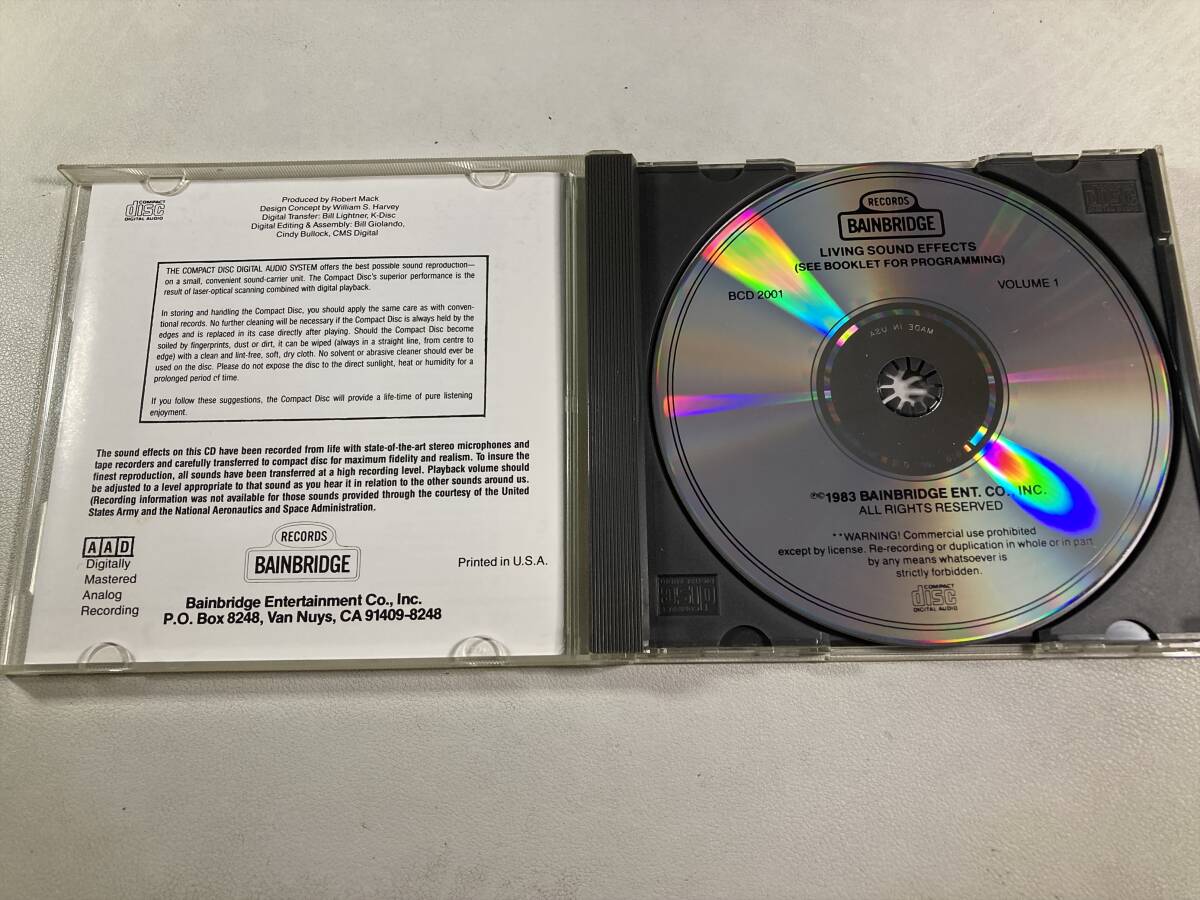 COMPACT
disc
DIGITAL AUDIO
Produced by Robert Mack
Design Concept by William S. Harvey
Digital Transfer: Bill Lightner, K-Disc
Digital Editing & Assembly: Bill Giolando,
Cindy Bullock, CMS Digital
THE COMPACT DISC DIGITAL AUDIO SYSTEM offers the best possible sound reproduction—
on a small, convenient sound-carrier unit. The Compact Disc's superior performance is the
result of laser-optical scanning combined with digital playback.
In storing and handling the Compact Disc, you should apply the same care as with conven-
tional records. No further cleaning will be necessary if the Compact Disc is always held by the
edges and is replaced in its case directly after playing. Should the Compact Disc become
soiled by fingerprints, dust or dirt, it can be wiped (always in a straight line, from centre to
edge) with a clean and lint-free, soft, dry cloth. No solvent or abrasive cleaner should ever be
used on the disc. Please do not expose the disc to the direct sunlight, heat or humidity for a
prolonged period of time.
If you follow these suggestions, the Compact Disc will provide a life-time of pure listening
enjoyment.
The sound effects on this CD have been recorded from life with state-of-the-art stereo microphones and
tape recorders and carefully transferred to compact disc for maximum fidelity and realism. To insure the
finest reproduction, all sounds have been transferred at a high recording level. Playback volume should
be adjusted to a level appropriate to that sound as you hear it in relation to the other sounds around us.
(Recording information was not available for those sounds provided through the courtesy of the United
States Army and the National Aeronautics and Space Administration.
AAD
Digitally
Mastered
Analog
Recording
RECORDS
BAINBRIDGE
Printed in U.S.A.
Bainbridge Entertainment Co., Inc.
P.O. Box 8248, Van Nuys, CA 91409-8248
RECORDS
BAINBRIDGE
LIVING SOUND EFFECTS
(SEE BOOKLET FOR PROGRAMMING)
BCD 2001
VOLUME 1
MADE IN USA
℗©1983 BAINBRIDGE ENT. CO., INC.
ALL RIGHTS RESERVED
**WARNING! Commercial use prohibited
except by license. Re-recording or duplication in whole or in part
by any means whatsoever is
strictly forbidden.
COMPACT
disc
DIGITAL AUDIO